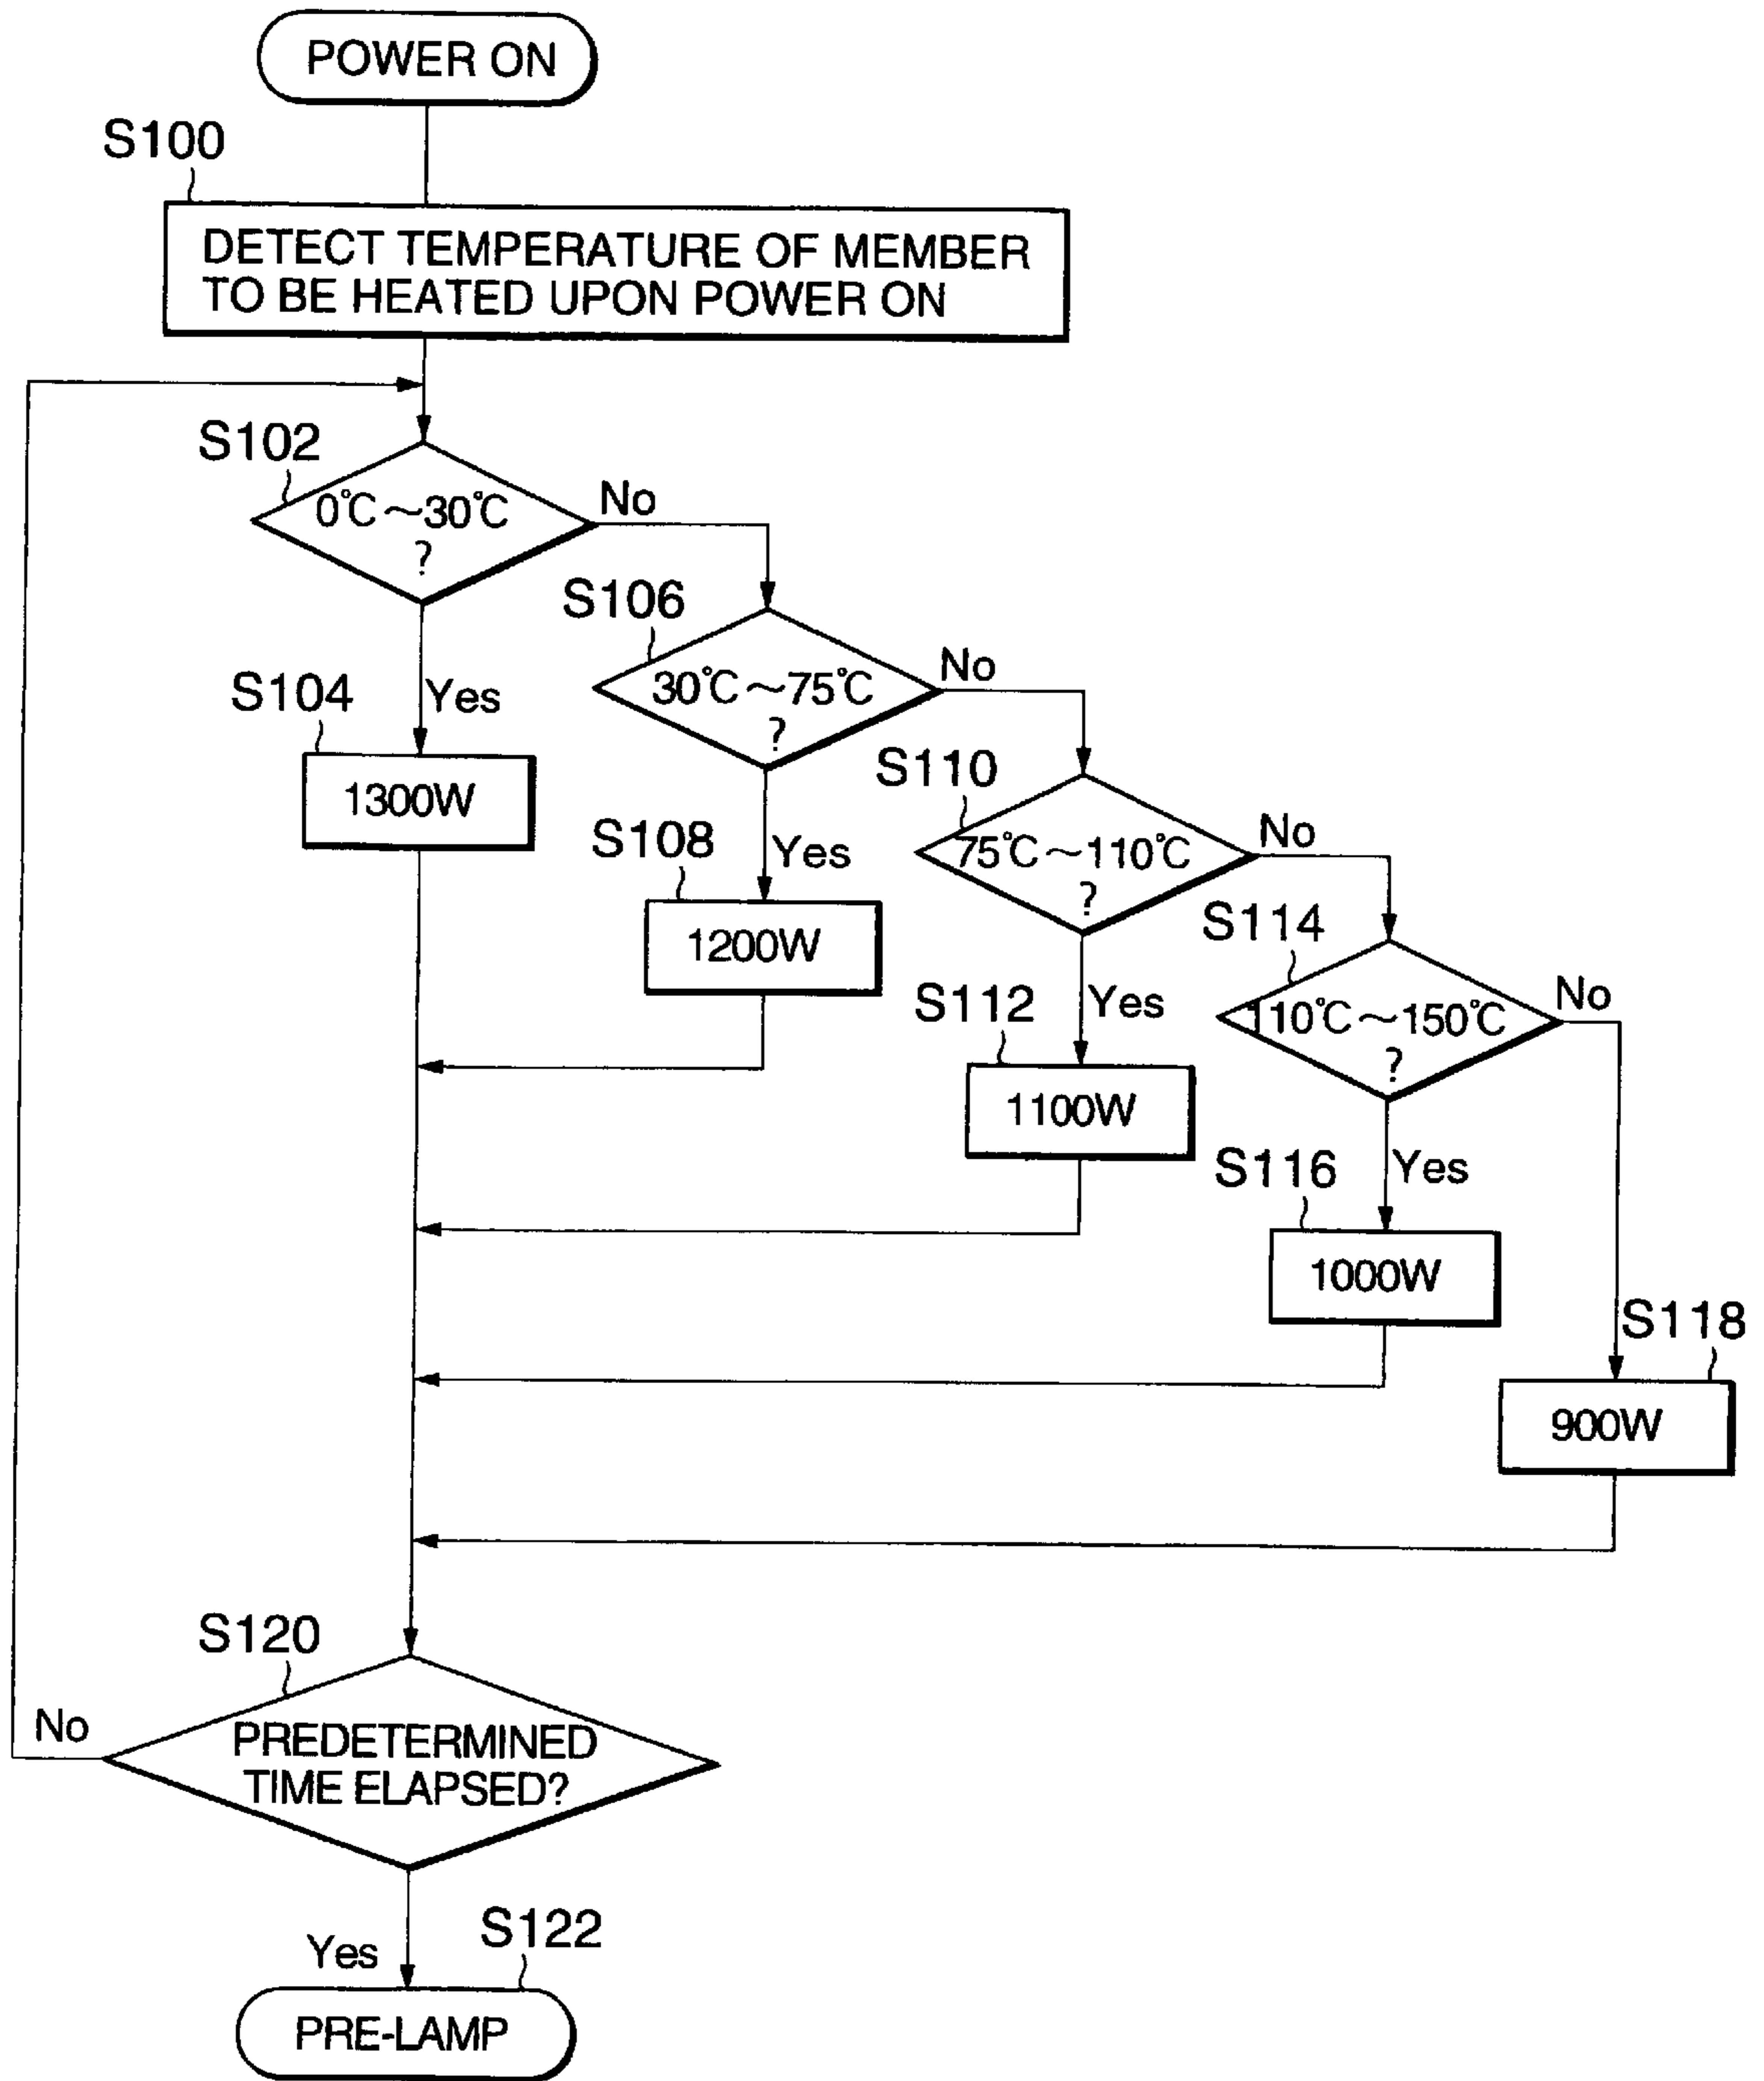 POWER ON
S100
DETECT TEMPERATURE OF MEMBER
TO BE HEATED UPON POWER ON
S102
0℃～30℃
?
No
Yes
S104
1300W
S106
30℃～75℃
?
No
Yes
S108
1200W
S110
75℃～110℃
?
No
Yes
S112
1100W
S114
110℃～150℃
?
No
Yes
S116
1000W
S118
900W
S120
PREDETERMINED
TIME ELAPSED?
No
Yes
S122
PRE-LAMP